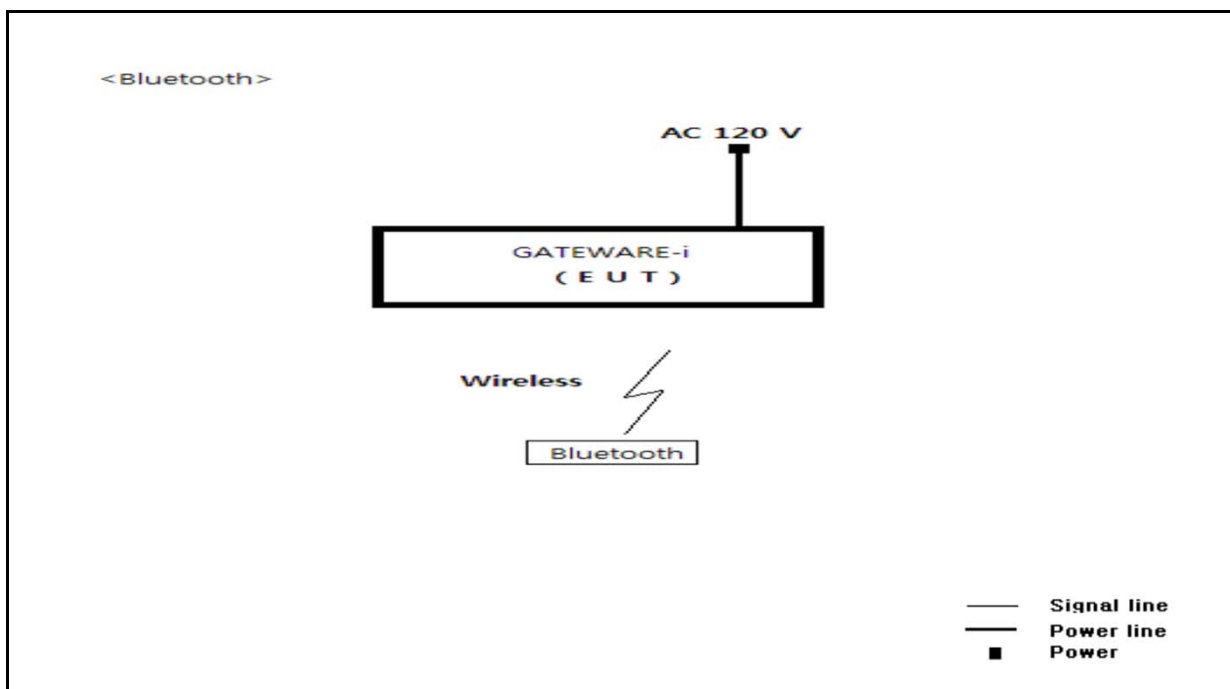 <Bluetooth>
AC 120 V
GATEWARE-i
( E U T )
Wireless
Bluetooth
Signal line
Power line
Power